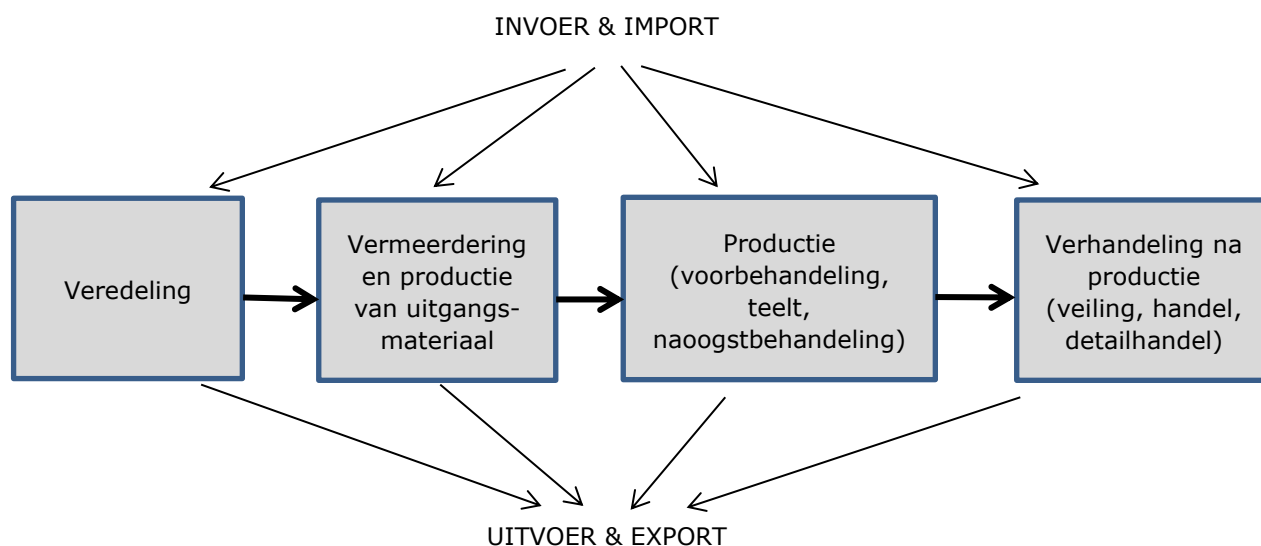 INVOER & IMPORT
Veredeling
Vermeerdering
en productie
van uitgangs-
materiaal
Productie
(voorbehandeling,
teelt,
naoogstbehandeling)
Verhandeling na
productie
(veiling, handel,
detailhandel)
UITVOER & EXPORT